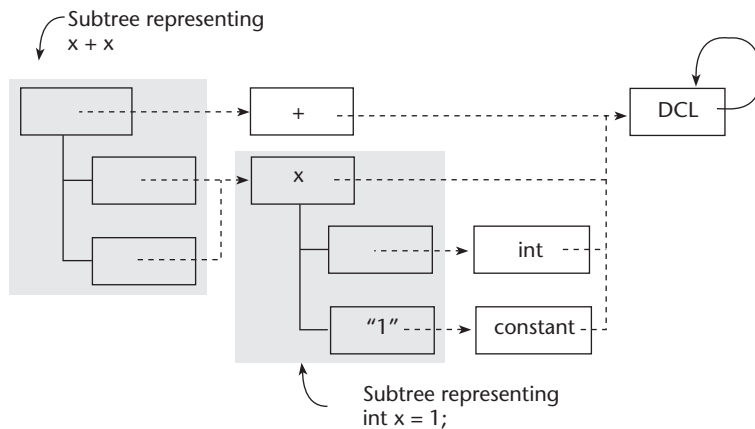 Subtree representing
x + x
+
DCL
x
int
“1”
constant
Subtree representing
int x = 1;